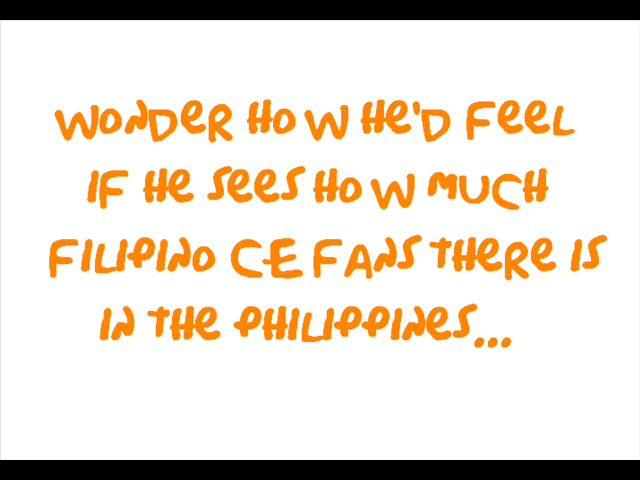 WONDER HOW HE'D FEEL
IF HE SEES HOW MUCH
FILIPINO CE FANS THERE IS
IN THE PHILIPPINES...